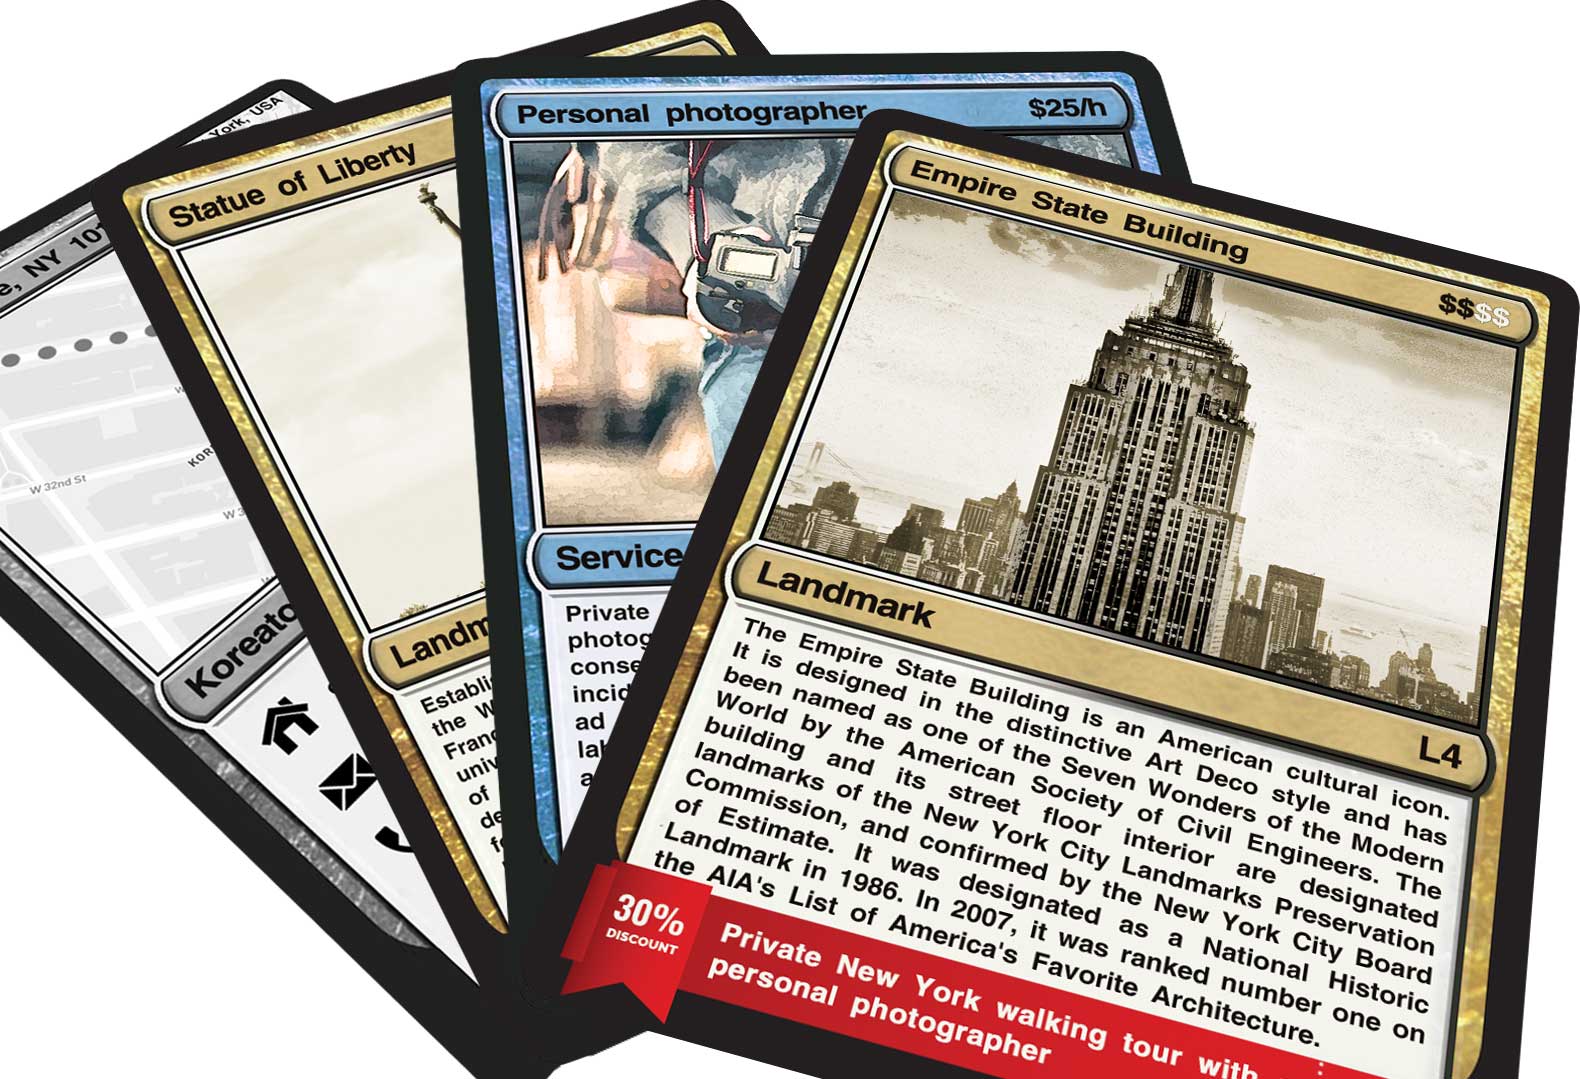 York, USA
NY 10
W 32nd St
Koreato
Statue of Liberty
Landm
Establi
the W
Franc
univ
of
de
Personal photographer $25/h
Service
Private
photog
conse
incid
ad
lab
a
Empire State Building $$$$
Landmark L4
The Empire State Building is an American cultural icon.
It is designed in the distinctive Art Deco style and has
been named as one of the Seven Wonders of the Modern
World by the American Society of Civil Engineers. The
building and its street floor interior are designated
landmarks of the New York City Landmarks Preservation
Commission, and confirmed by the New York City Board
of Estimate. It was designated as a National Historic
Landmark in 1986. In 2007, it was ranked number one on
the AIA's List of America's Favorite Architecture.
30%
DISCOUNT
Private New York walking tour with
personal photographer